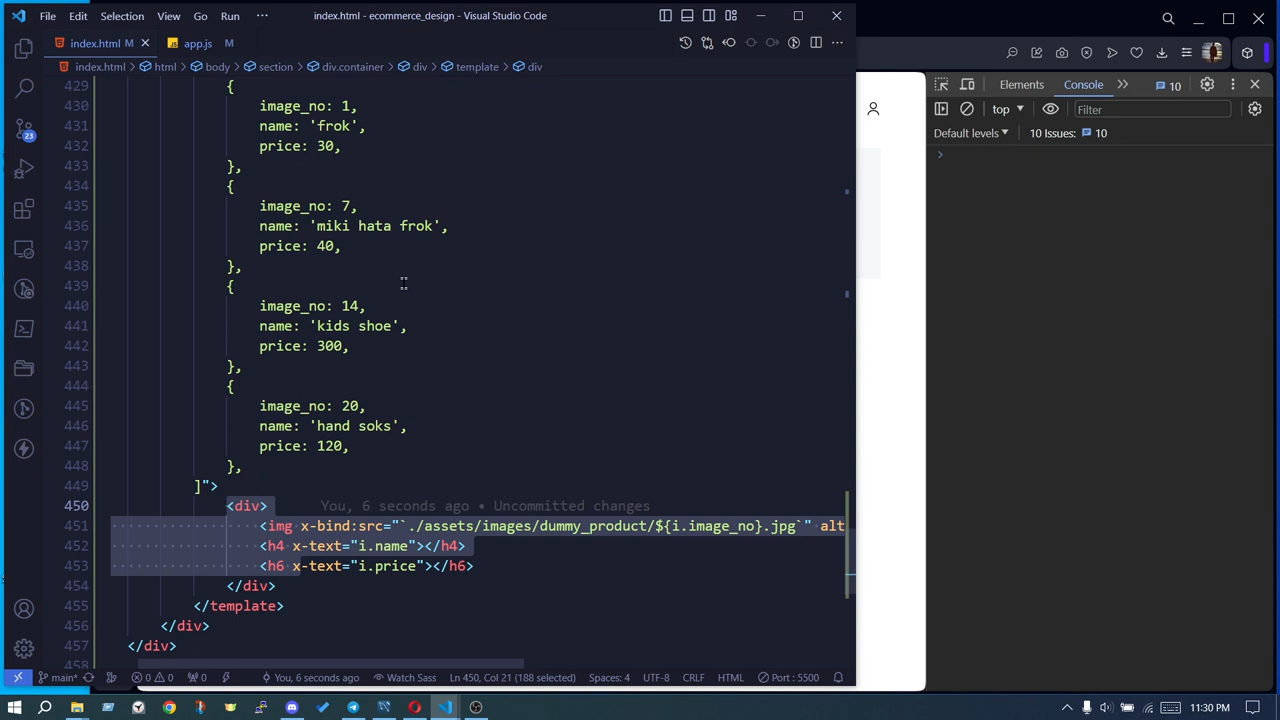 File Edit Selection View Go Run ··· index.html - ecommerce_design - Visual Studio Code
index.html M app.js M
index.html html body section div.container div template div
429 {
430 image_no: 1,
431 name: 'frok',
432 price: 30,
433 },
434 {
435 image_no: 7,
436 name: 'miki hata frok',
437 price: 40,
438 },
439 {
440 image_no: 14,
441 name: 'kids shoe',
442 price: 300,
443 },
444 {
445 image_no: 20,
446 name: 'hand soks',
447 price: 120,
448 },
449 ]">
450 <div> You, 6 seconds ago • Uncommitted changes
451 <img x-bind:src="`./assets/images/dummy_product/${i.image_no}.jpg`" alt
452 <h4 x-text="i.name"></h4>
453 <h6 x-text="i.price"></h6>
454 </div>
455 </template>
456 </div>
457 </div>
458
23
main* 0 0 0 You, 6 seconds ago Watch Sass Ln 450, Col 21 (188 selected) Spaces: 4 UTF-8 CRLF HTML Port : 5500
Elements Console 10
top Filter
Default levels 10 Issues: 10
11:30 PM